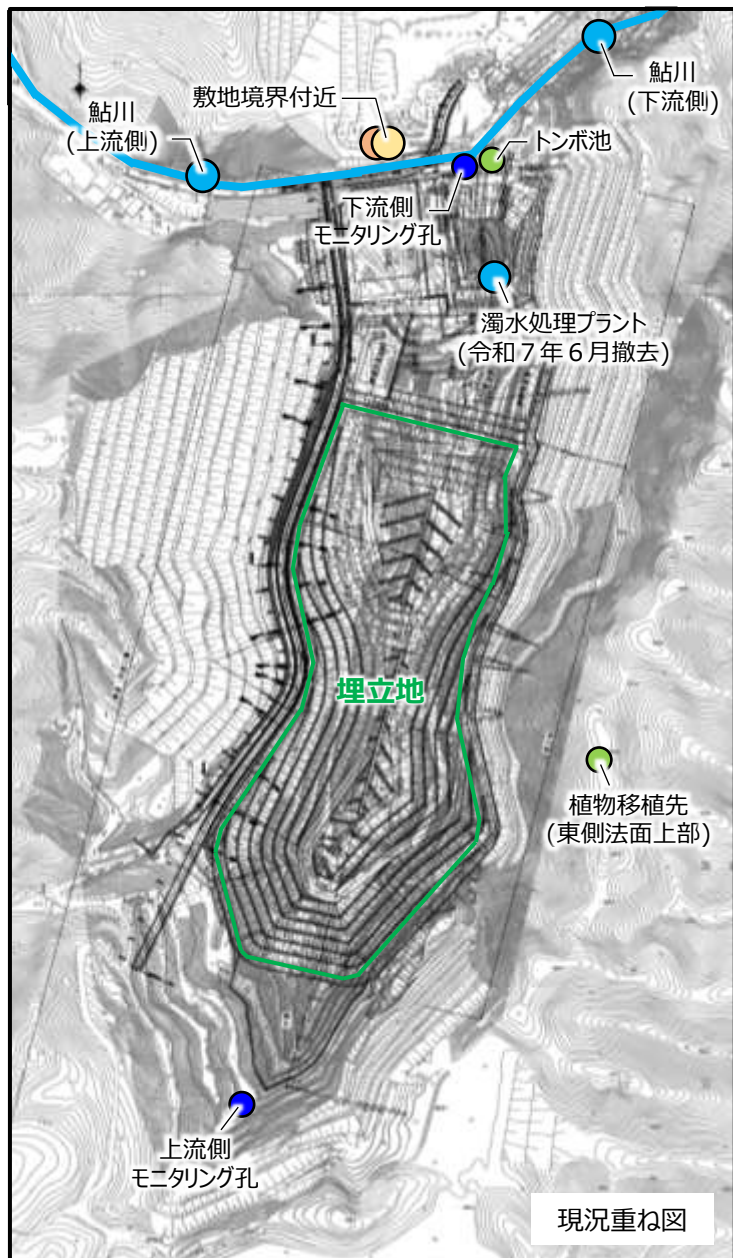 鮎川
(下流側)
敷地境界付近
鮎川
(上流側)
トンボ池
下流側
モニタリング孔
濁水処理プラント
(令和７年６月撤去)
埋立地
植物移植先
(東側法面上部)
上流側
モニタリング孔
現況重ね図